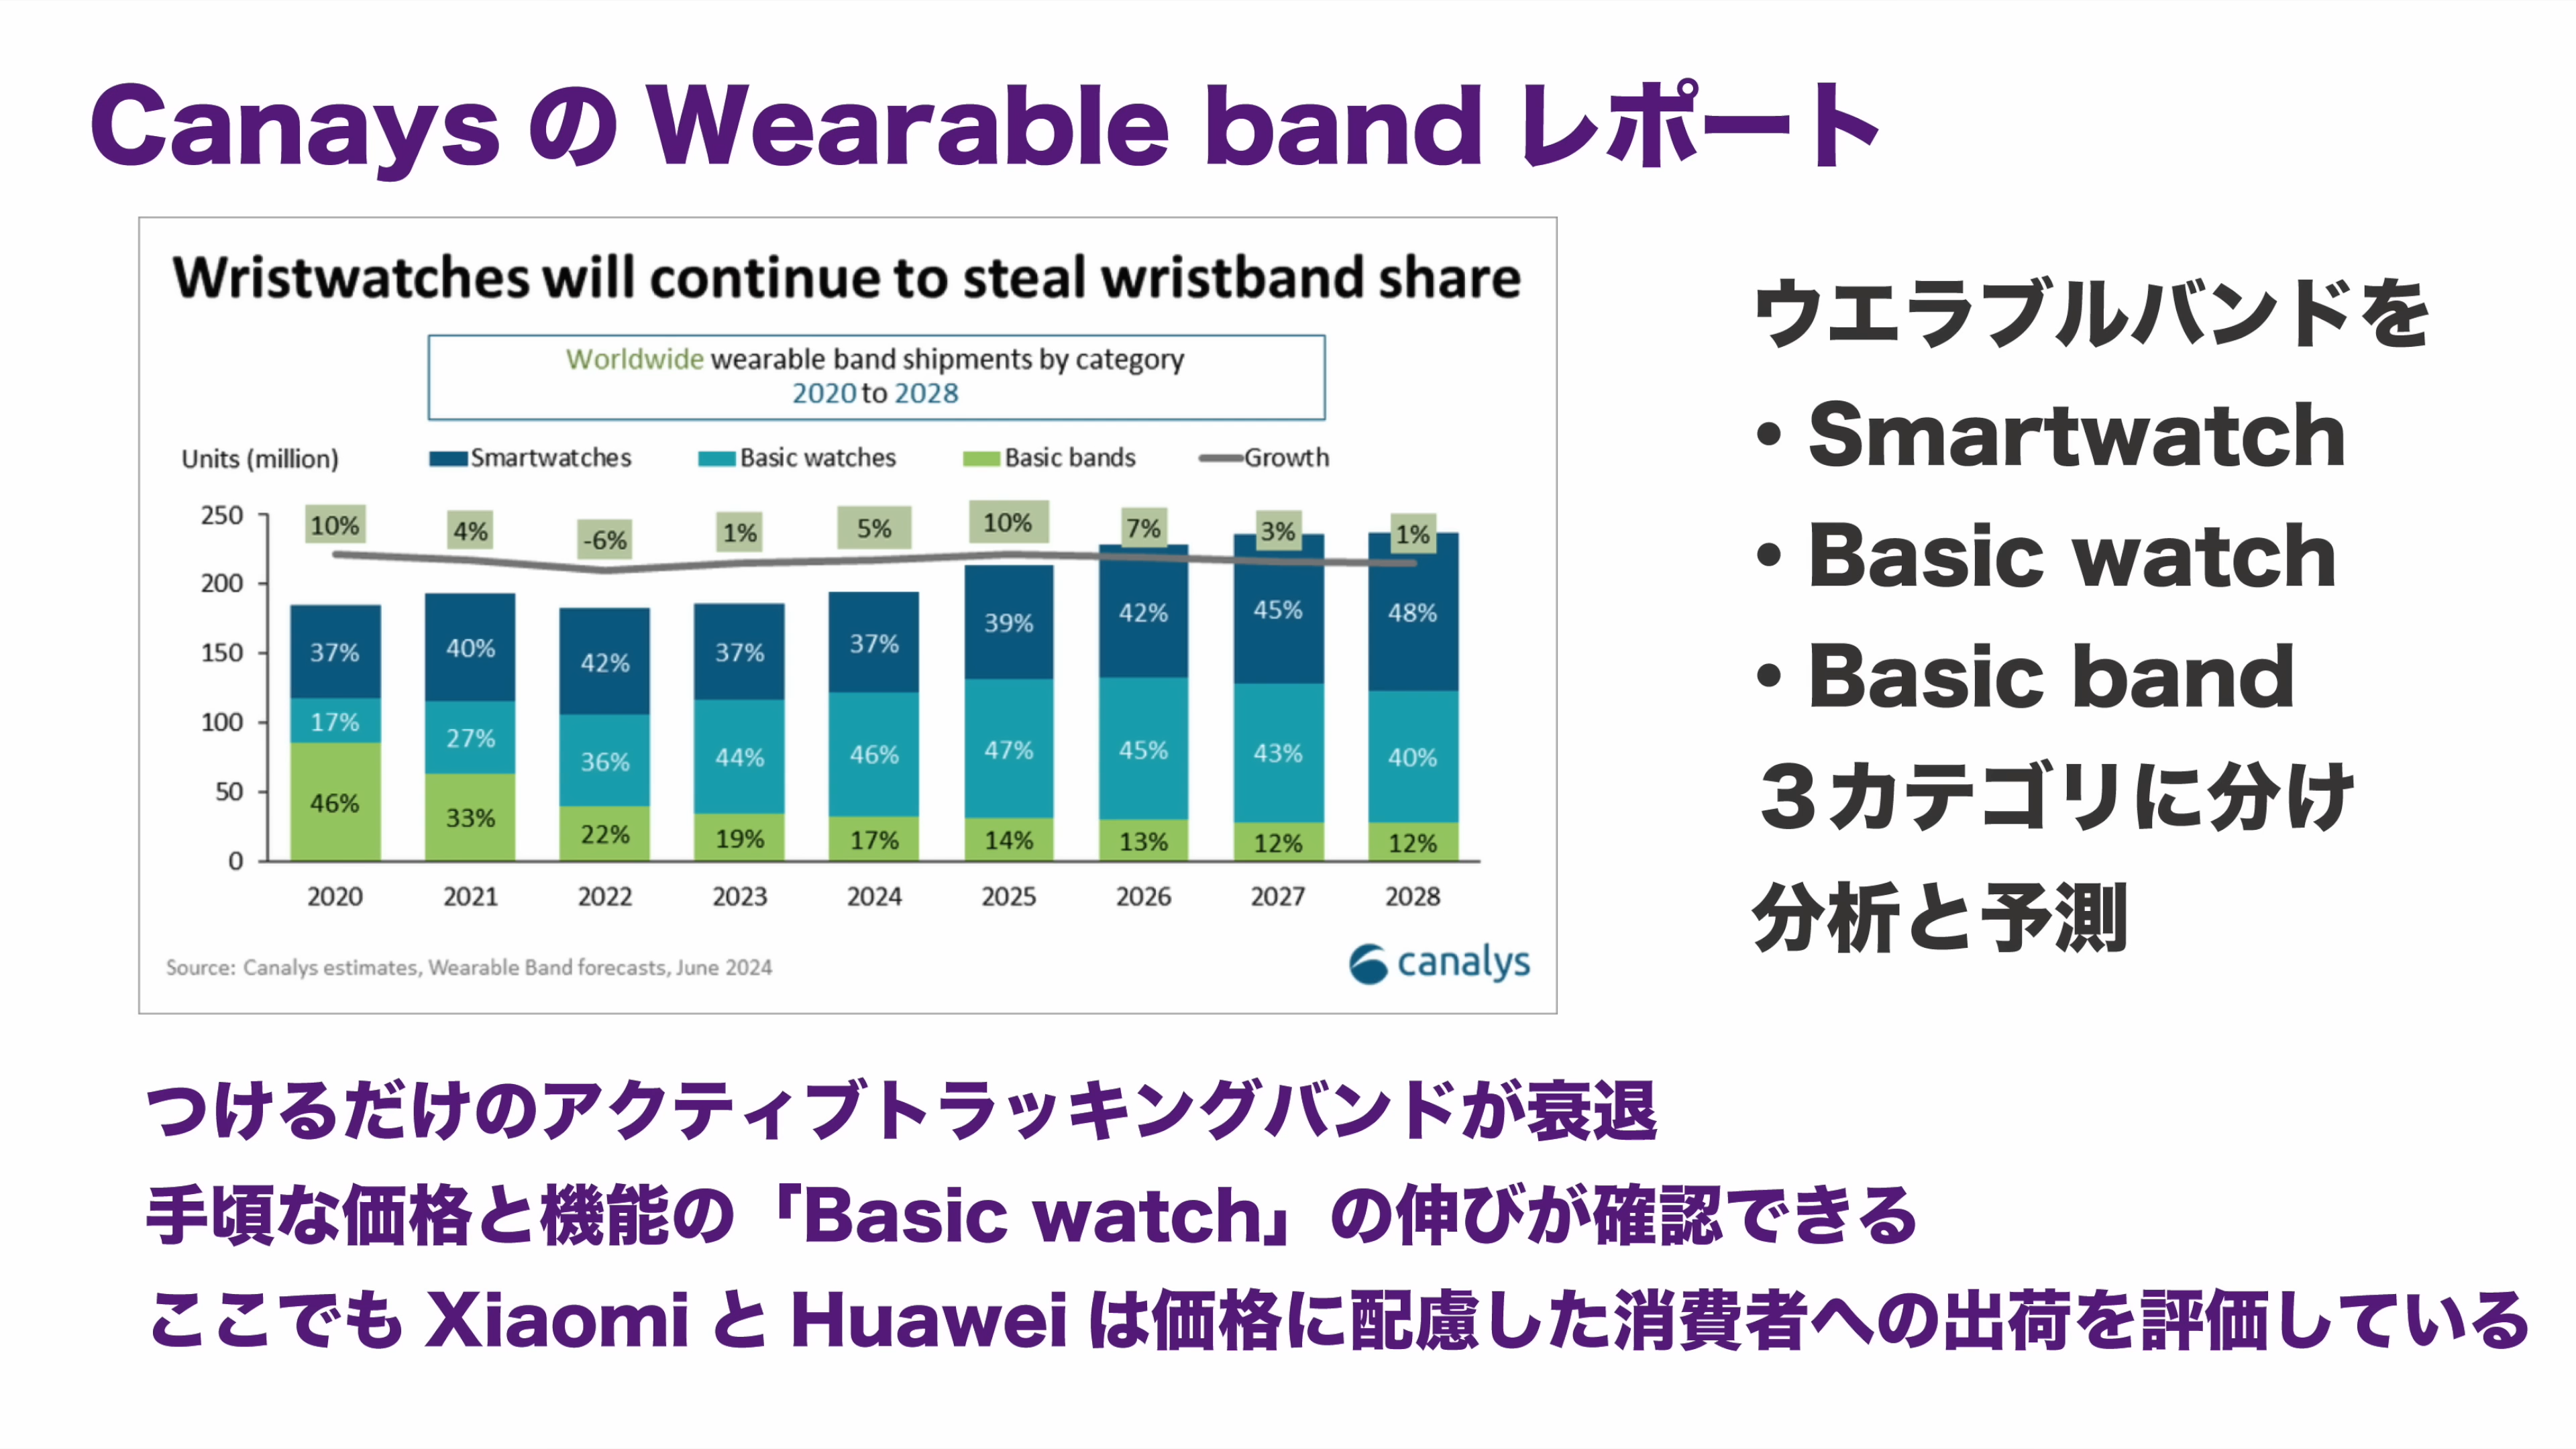 Canays の Wearable band レポート
Wristwatches will continue to steal wristband share
Worldwide wearable band shipments by category
2020 to 2028
Units (million) Smartwatches Basic watches Basic bands Growth
250
200
150
100
50
0
10% 4% -6% 1% 5% 10% 7% 3% 1%
37% 40% 42% 37% 37% 39% 42% 45% 48%
17% 27% 36% 44% 46% 47% 45% 43% 40%
46% 33% 22% 19% 17% 14% 13% 12% 12%
2020 2021 2022 2023 2024 2025 2026 2027 2028
Source: Canalys estimates, Wearable Band forecasts, June 2024
canalys
ウエラブルバンドを
・Smartwatch
・Basic watch
・Basic band
３カテゴリに分け
分析と予測
つけるだけのアクティブトラッキングバンドが衰退
手頃な価格と機能の「Basic watch」の伸びが確認できる
ここでも Xiaomi と Huawei は価格に配慮した消費者への出荷を評価している